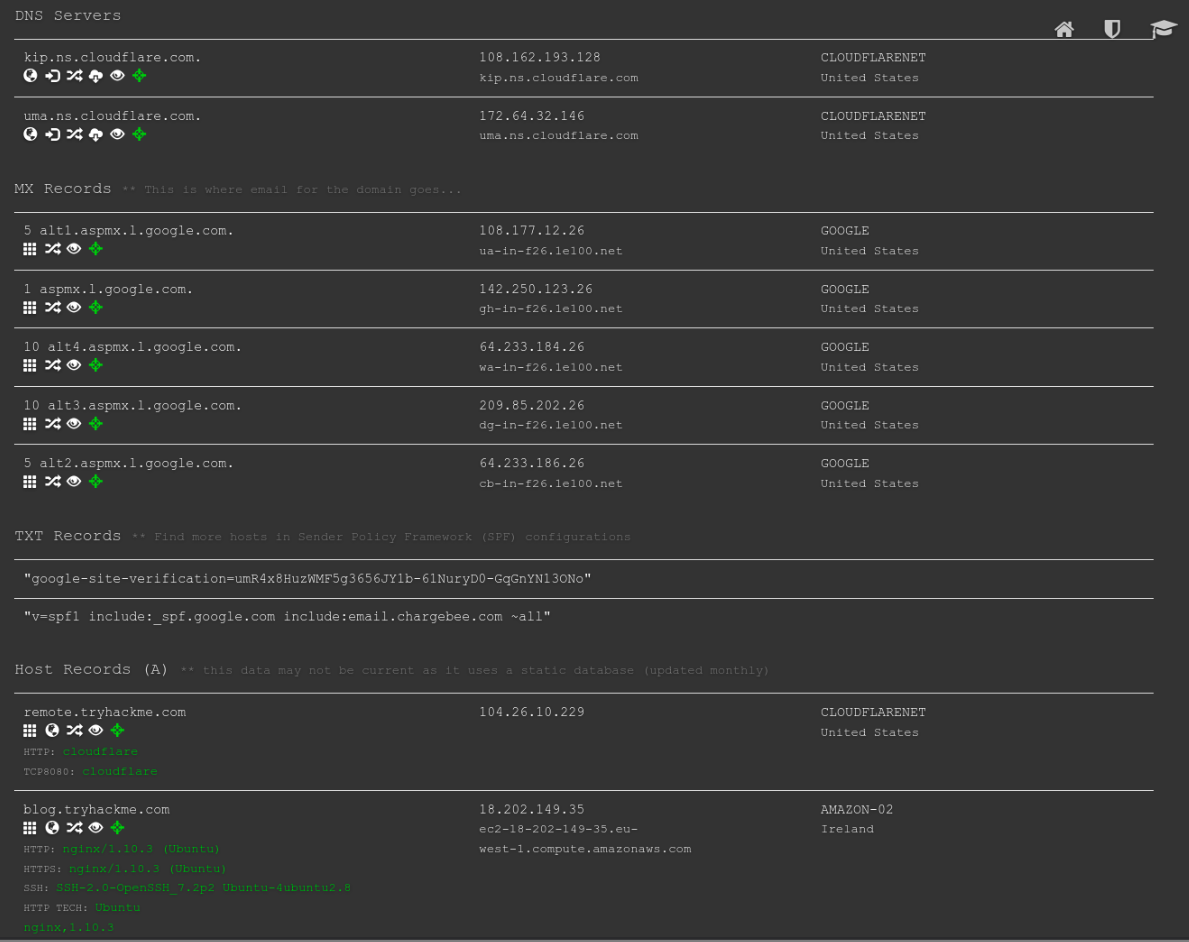 DNS Servers
kip.ns.cloudflare.com. 108.162.193.128 CLOUDFLARENET
kip.ns.cloudflare.com United States
uma.ns.cloudflare.com. 172.64.32.146 CLOUDFLARENET
uma.ns.cloudflare.com United States
MX Records ** This is where email for the domain goes...
5 alt1.aspmx.l.google.com. 108.177.12.26 GOOGLE
ua-in-f26.1e100.net United States
1 aspmx.l.google.com. 142.250.123.26 GOOGLE
gh-in-f26.1e100.net United States
10 alt4.aspmx.l.google.com. 64.233.184.26 GOOGLE
wa-in-f26.1e100.net United States
10 alt3.aspmx.l.google.com. 209.85.202.26 GOOGLE
dg-in-f26.1e100.net United States
5 alt2.aspmx.l.google.com. 64.233.186.26 GOOGLE
cb-in-f26.1e100.net United States
TXT Records ** Find more hosts in Sender Policy Framework (SPF) configurations
"google-site-verification=umR4x8HuzWMF5g3656JY1b-61NuryD0-GqGnYN13ONo"
"v=spf1 include:_spf.google.com include:email.chargebee.com ~all"
Host Records (A) ** this data may not be current as it uses a static database (updated monthly)
remote.tryhackme.com 104.26.10.229 CLOUDFLARENET
United States
HTTP: cloudflare
TCP8080: cloudflare
blog.tryhackme.com 18.202.149.35 AMAZON-02
ec2-18-202-149-35.eu- Ireland
HTTP: nginx/1.10.3 (Ubuntu) west-1.compute.amazonaws.com
HTTPS: nginx/1.10.3 (Ubuntu)
SSH: SSH-2.0-OpenSSH_7.2p2 Ubuntu-4ubuntu2.8
HTTP TECH: Ubuntu
nginx,1.10.3